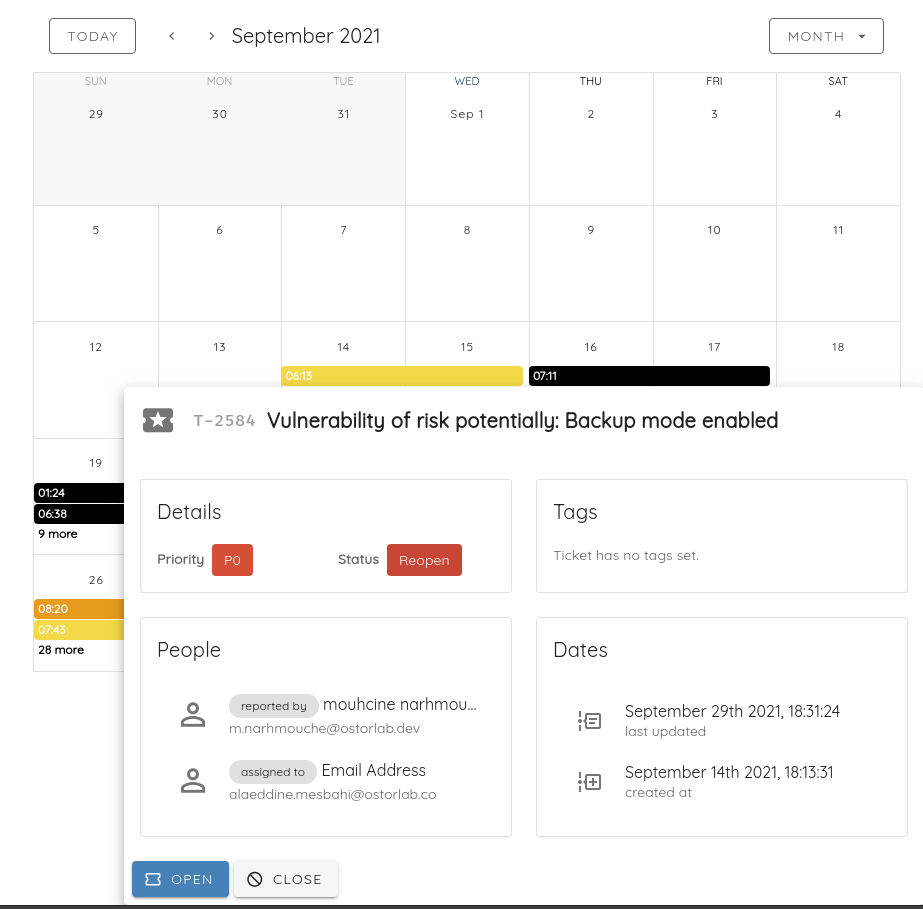 TODAY < > September 2021 MONTH
SUN MON TUE WED THU FRI SAT
29 30 31 Sep 1 2 3 4
5 6 7 8 9 10 11
12 13 14 15 16 17 18
06:13 07:11
T-2584 Vulnerability of risk potentially: Backup mode enabled
19
01:24
06:38
9 more
26
08:20
07:43
28 more
Details
Priority P0 Status Reopen
Tags
Ticket has no tags set.
People
reported by mouhcine narhmou...
m.narhmouche@ostorlab.dev
assigned to Email Address
alaeddine.mesbahi@ostorlab.co
Dates
September 29th 2021, 18:31:24
last updated
September 14th 2021, 18:13:31
created at
OPEN CLOSE